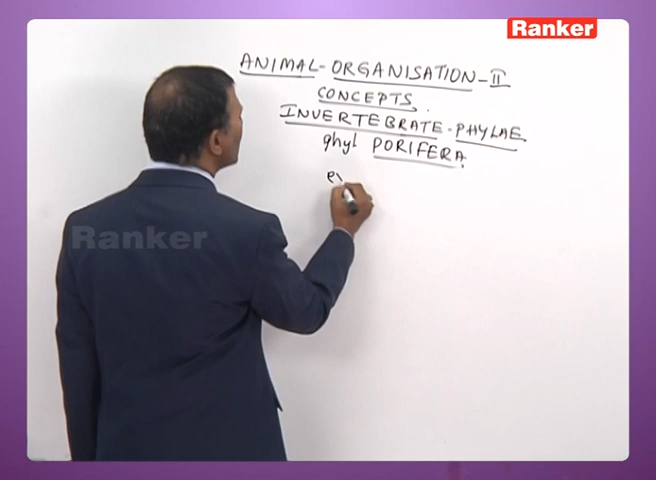 Ranker
ANIMAL-ORGANISATION-II
CONCEPTS.
INVERTEBRATE-PHYLAE
phyl PORIFERA.
Ranker